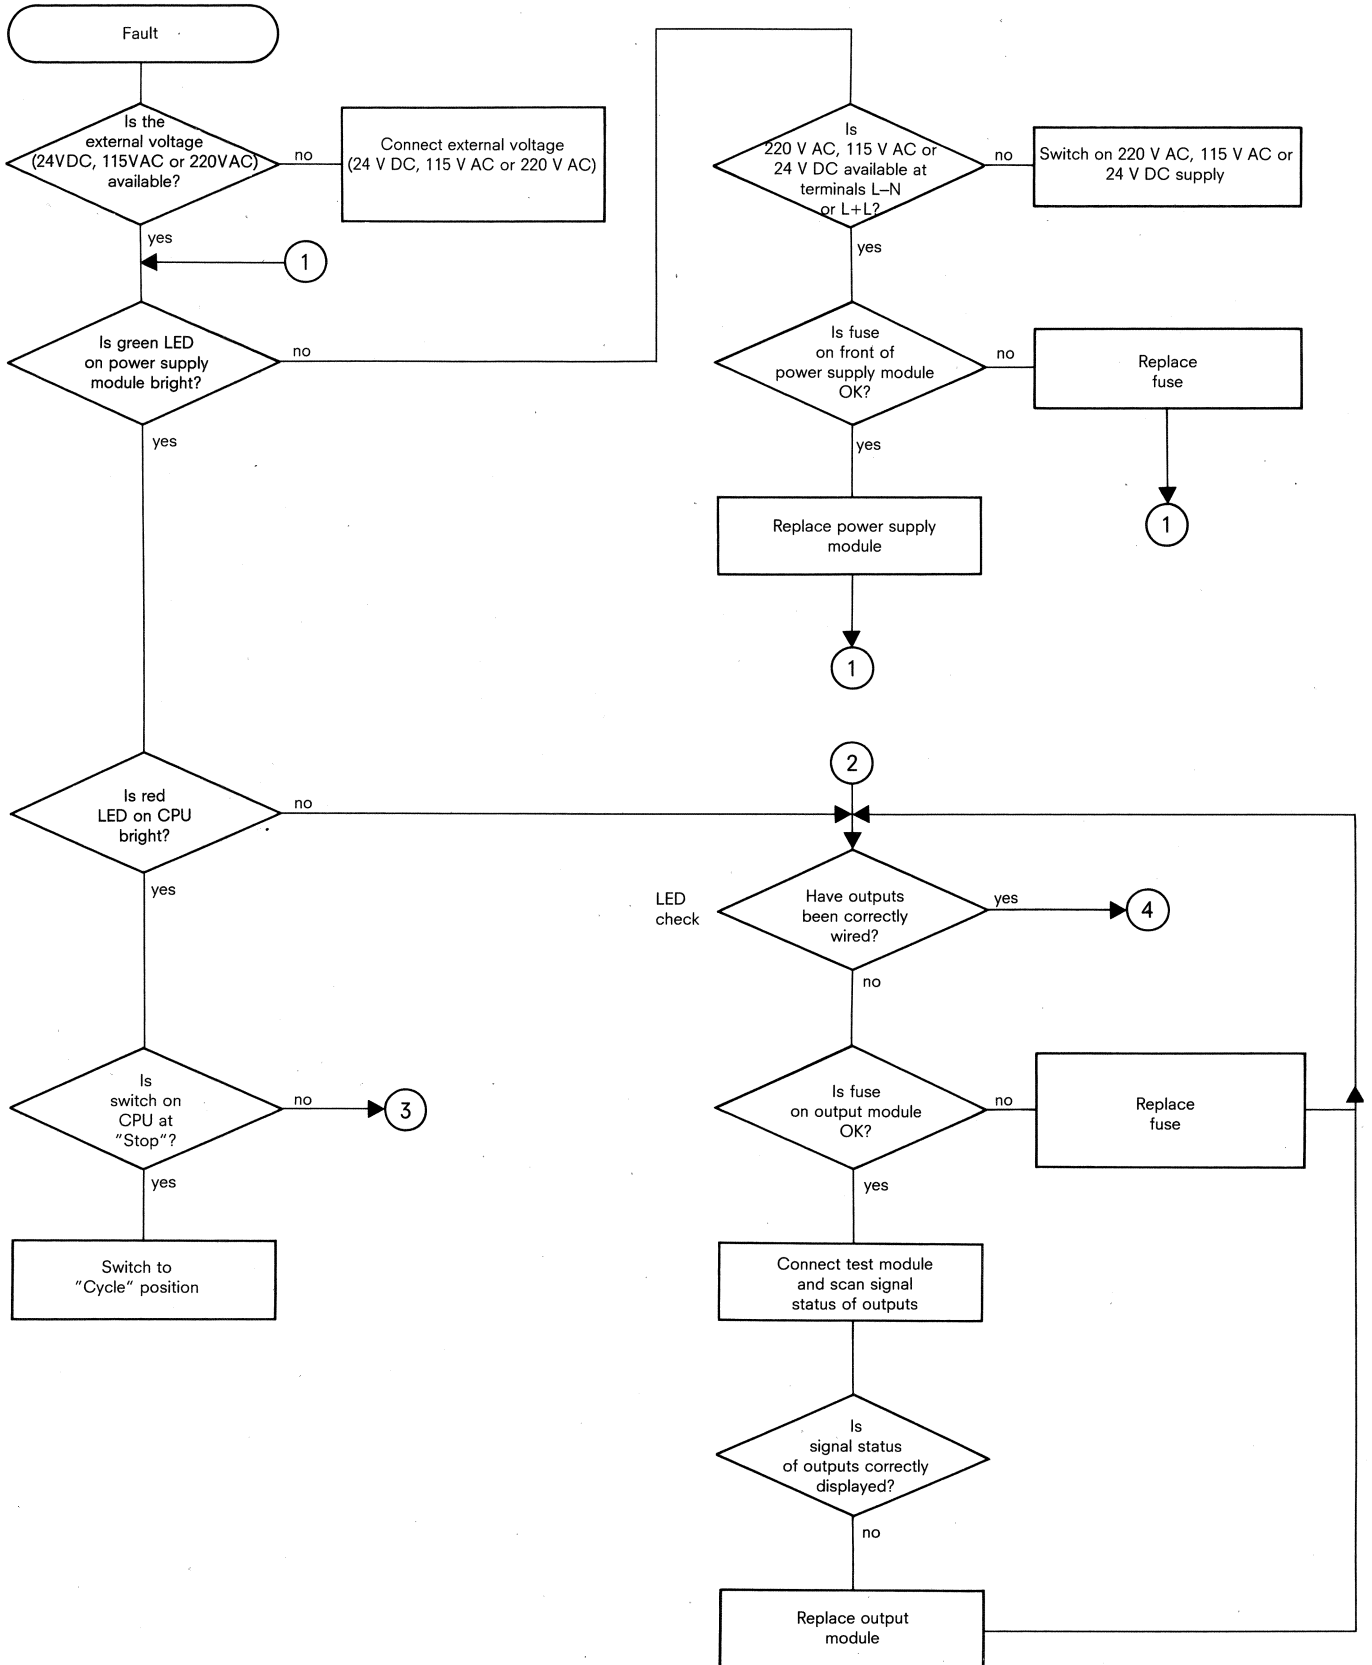 Fault
Is the
external voltage
(24VDC, 115VAC or 220VAC)
available?
no
Connect external voltage
(24 V DC, 115 V AC or 220 V AC)
yes
1
Is green LED
on power supply
module bright?
no
yes
Is
220 V AC, 115 V AC or
24 V DC available at
terminals L–N
or L+L?
no
Switch on 220 V AC, 115 V AC or
24 V DC supply
yes
Is fuse
on front of
power supply module
OK?
no
Replace
fuse
1
yes
Replace power supply
module
1
Is red
LED on CPU
bright?
no
yes
Is
switch on
CPU at
"Stop"?
no
3
yes
Switch to
"Cycle" position
2
LED
check
Have outputs
been correctly
wired?
yes
4
no
Is fuse
on output module
OK?
no
Replace
fuse
yes
Connect test module
and scan signal
status of outputs
Is
signal status
of outputs correctly
displayed?
no
Replace output
module